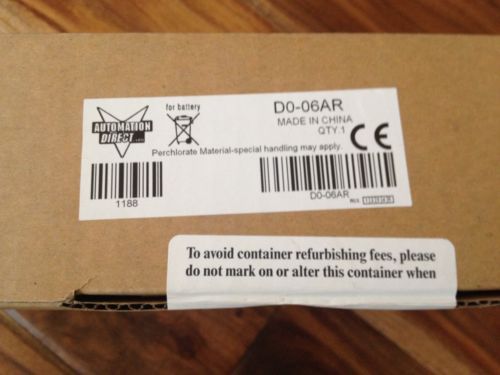 for battery
D0-06AR
MADE IN CHINA
QTY.1
CE
AUTOMATION
DIRECT
Perchlorate Material-special handling may apply.
1188
D0-06AR
To avoid container refurbishing fees, please
do not mark on or alter this container when